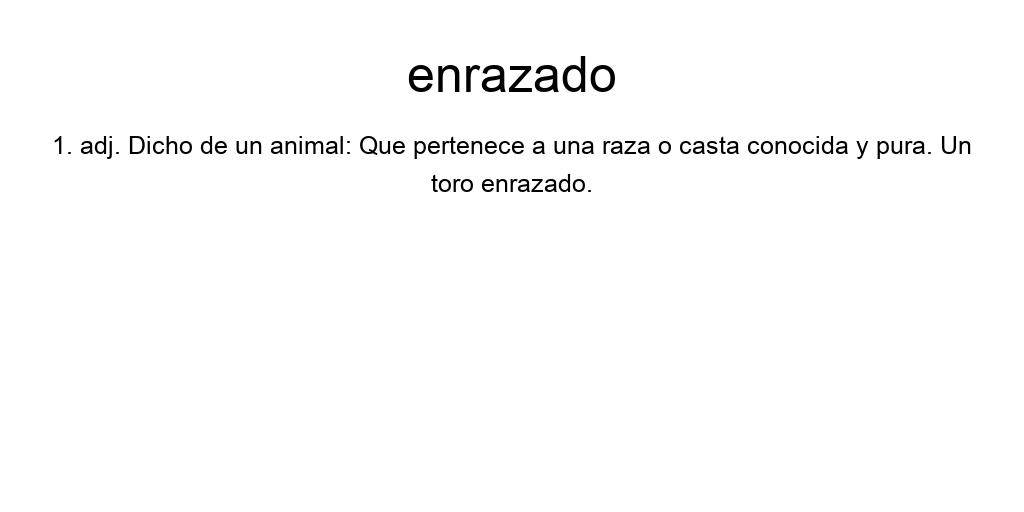 enrazado
1. adj. Dicho de un animal: Que pertenece a una raza o casta conocida y pura. Un
toro enrazado.